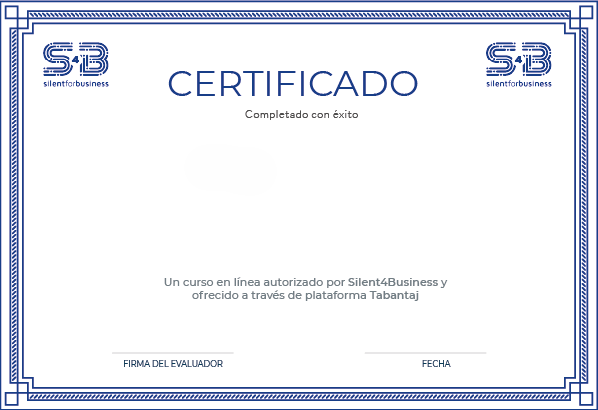 S4B
silentforbusiness
S4B
silentforbusiness
CERTIFICADO
Completado con éxito
Un curso en línea autorizado por Silent4Business y
ofrecido a través de plataforma Tabantaj
FIRMA DEL EVALUADOR
FECHA